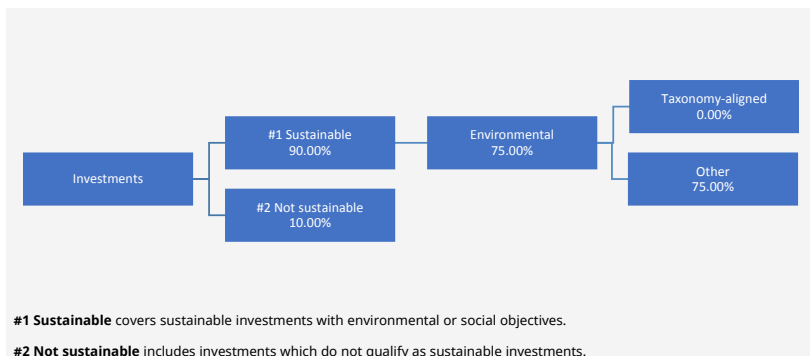 Taxonomy-aligned
0.00%
#1 Sustainable
90.00%
Environmental
75.00%
Investments
Other
75.00%
#2 Not sustainable
10.00%
#1 Sustainable covers sustainable investments with environmental or social objectives.
#2 Not sustainable includes investments which do not qualify as sustainable investments.